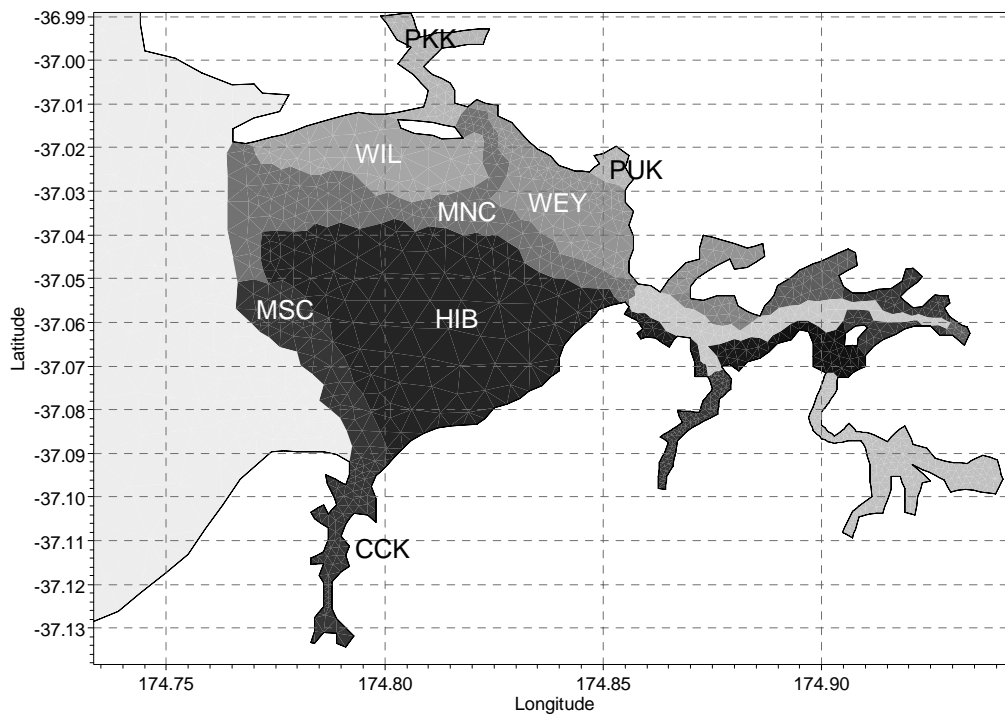 -36.99
-37.00
-37.01
-37.02
-37.03
-37.04
-37.05
-37.06
-37.07
-37.08
-37.09
-37.10
-37.11
-37.12
-37.13
Latitude
PKK
WIL
PUK
MNC
WEY
MSC
HIB
CCK
174.75
174.80
174.85
174.90
Longitude